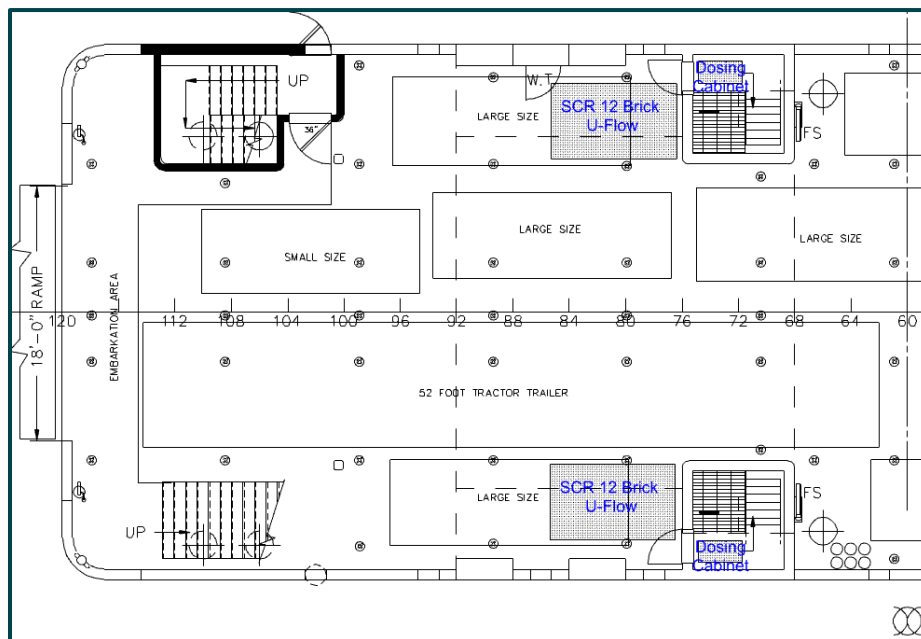 UP
36"
LARGE SIZE
W.T.
SCR 12 Brick
U-Flow
Dosing
Cabinet
FS
SMALL SIZE
LARGE SIZE
LARGE SIZE
18'-0" RAMP
EMBARKATION AREA
120 112 108 104 100 96 92 88 84 80 76 72 68 64 60
52 FOOT TRACTOR TRAILER
UP
LARGE SIZE
SCR 12 Brick
U-Flow
FS
Dosing
Cabinet